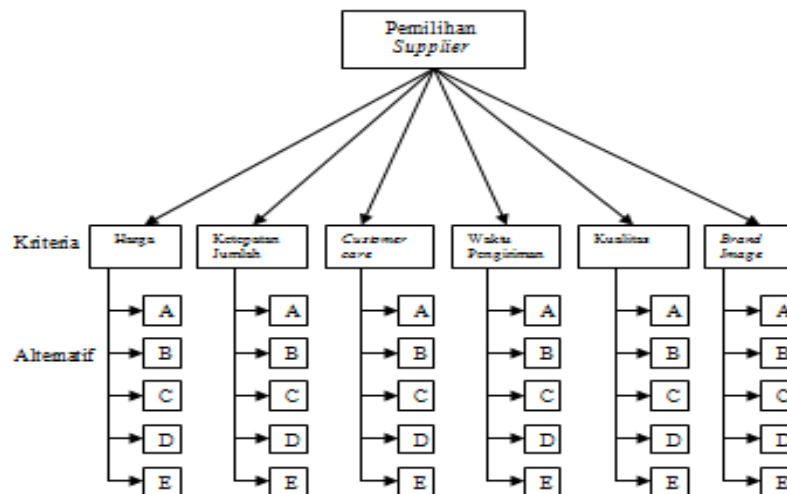 Pemilihan
Supplier
Kriteria
Harga
Ketepatan
Jumlah
Customer
care
Waktu
Pengiriman
Kualitas
Brand
Image
Alternatif
A
A
A
A
A
A
B
B
B
B
B
B
C
C
C
C
C
C
D
D
D
D
D
D
E
E
E
E
E
E